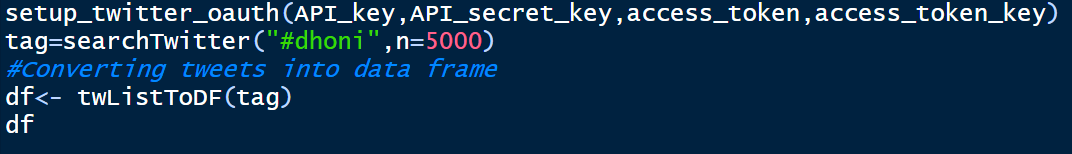 setup_twitter_oauth(API_key,API_secret_key,access_token,access_token_key)
tag=searchTwitter("#dhoni",n=5000)
#Converting tweets into data frame
df<- twListToDF(tag)
df